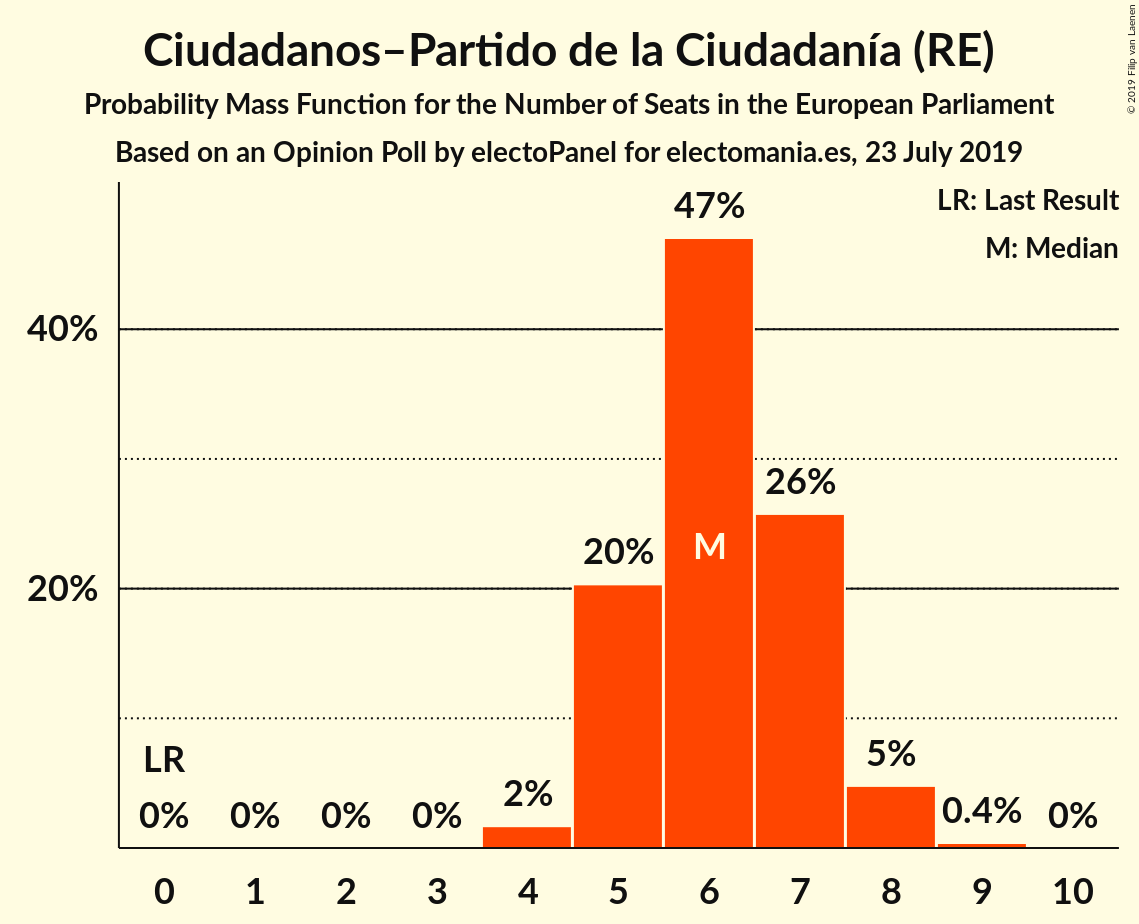 Ciudadanos–Partido de la Ciudadanía (RE)
Probability Mass Function for the Number of Seats in the European Parliament
Based on an Opinion Poll by electoPanel for electomania.es, 23 July 2019
© 2019 Filip van Laenen
LR: Last Result
M: Median
47%
40%
26%
20%
M
20%
LR
5%
2%
0%
0%
0%
0%
0.4%
0%
0 1 2 3 4 5 6 7 8 9 10